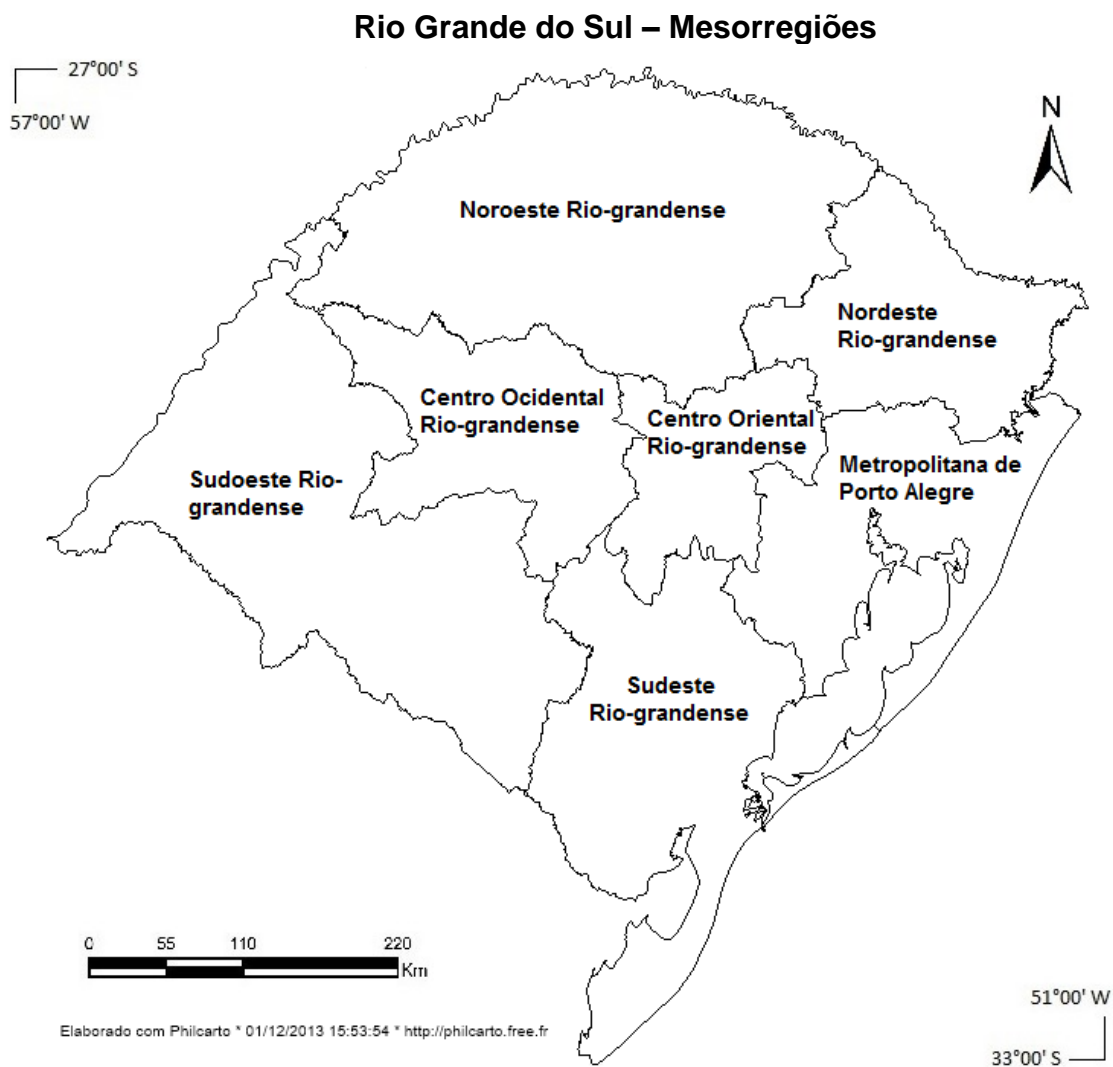 Rio Grande do Sul – Mesorregiões
27°00' S
57°00' W
N
Noroeste Rio-grandense
Nordeste
Rio-grandense
Centro Ocidental
Rio-grandense
Centro Oriental
Rio-grandense
Metropolitana de
Porto Alegre
Sudoeste Rio-
grandense
Sudeste
Rio-grandense
0 55 110 220
Km
51°00' W
33°00' S
Elaborado com Philcarto * 01/12/2013 15:53:54 * http://philcarto.free.fr